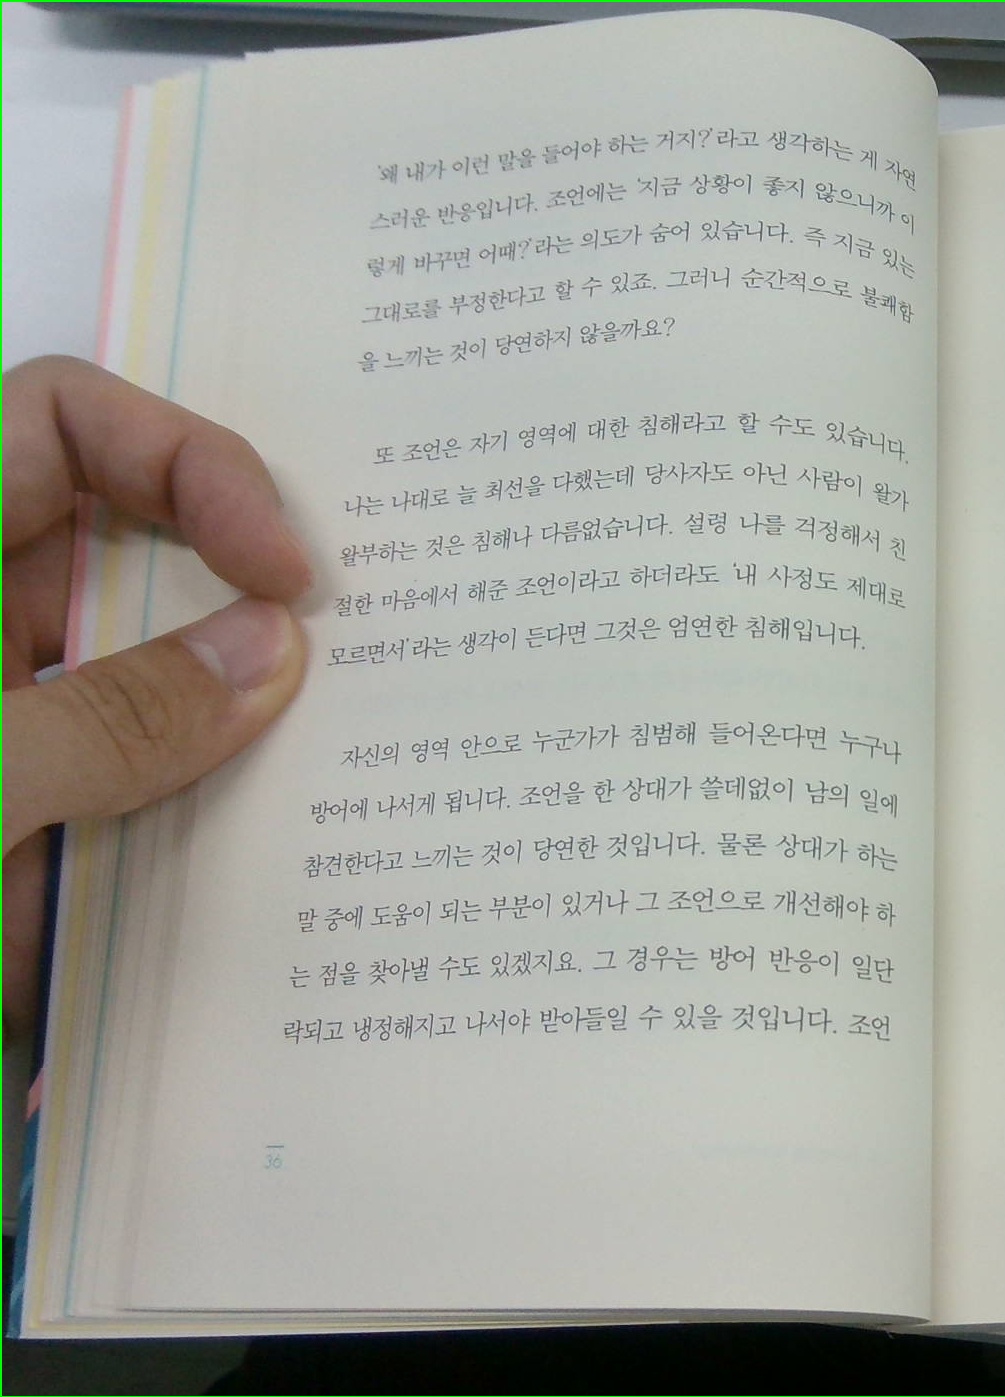 '왜 내가 이런 말을 들어야 하는 거지?'라고 생각하는 게 자연
스러운 반응입니다. 조언에는 '지금 상황이 좋지 않으니까 이
렇게 바꾸면 어때?'라는 의도가 숨어 있습니다. 즉 지금 있는
그대로를 부정한다고 할 수 있죠. 그러니 순간적으로 불쾌함
을 느끼는 것이 당연하지 않을까요?
또 조언은 자기 영역에 대한 침해라고 할 수도 있습니다.
나는 나대로 늘 최선을 다했는데 당사자도 아닌 사람이 왈가
왈부하는 것은 침해나 다름없습니다. 설령 나를 걱정해서 친
절한 마음에서 해준 조언이라고 하더라도 '내 사정도 제대로
모르면서'라는 생각이 든다면 그것은 엄연한 침해입니다.
자신의 영역 안으로 누군가가 침범해 들어온다면 누구나
방어에 나서게 됩니다. 조언을 한 상대가 쓸데없이 남의 일에
참견한다고 느끼는 것이 당연한 것입니다. 물론 상대가 하는
말 중에 도움이 되는 부분이 있거나 그 조언으로 개선해야 하
는 점을 찾아낼 수도 있겠지요. 그 경우는 방어 반응이 일단
락되고 냉정해지고 나서야 받아들일 수 있을 것입니다. 조언
36